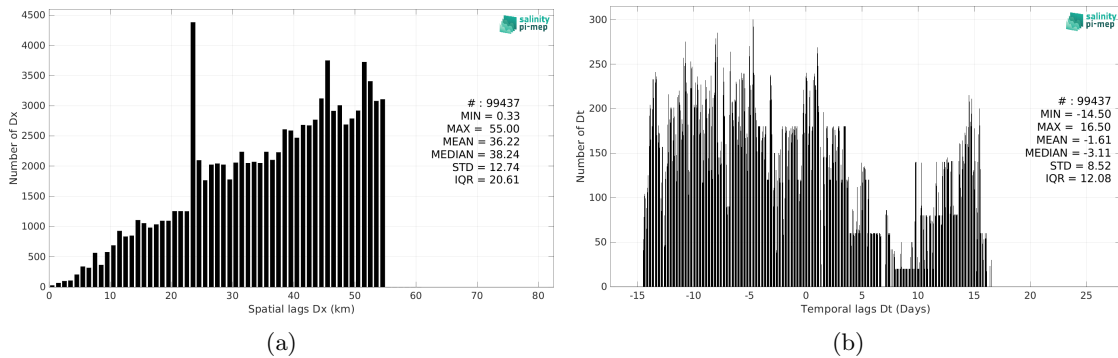 4500
4000
3500
3000
2500
2000
1500
1000
500
0
Number of Dx
0 10 20 30 40 50 60 70 80
Spatial lags Dx (km)
salinity
pi-mep
# : 99437
MIN = 0.33
MAX = 55.00
MEAN = 36.22
MEDIAN = 38.24
STD = 12.74
IQR = 20.61
(a)
300
250
200
150
100
50
0
Number of Dt
-15 -10 -5 0 5 10 15 20 25
Temporal lags Dt (Days)
salinity
pi-mep
# : 99437
MIN = -14.50
MAX = 16.50
MEAN = -1.61
MEDIAN = -3.11
STD = 8.52
IQR = 12.08
(b)